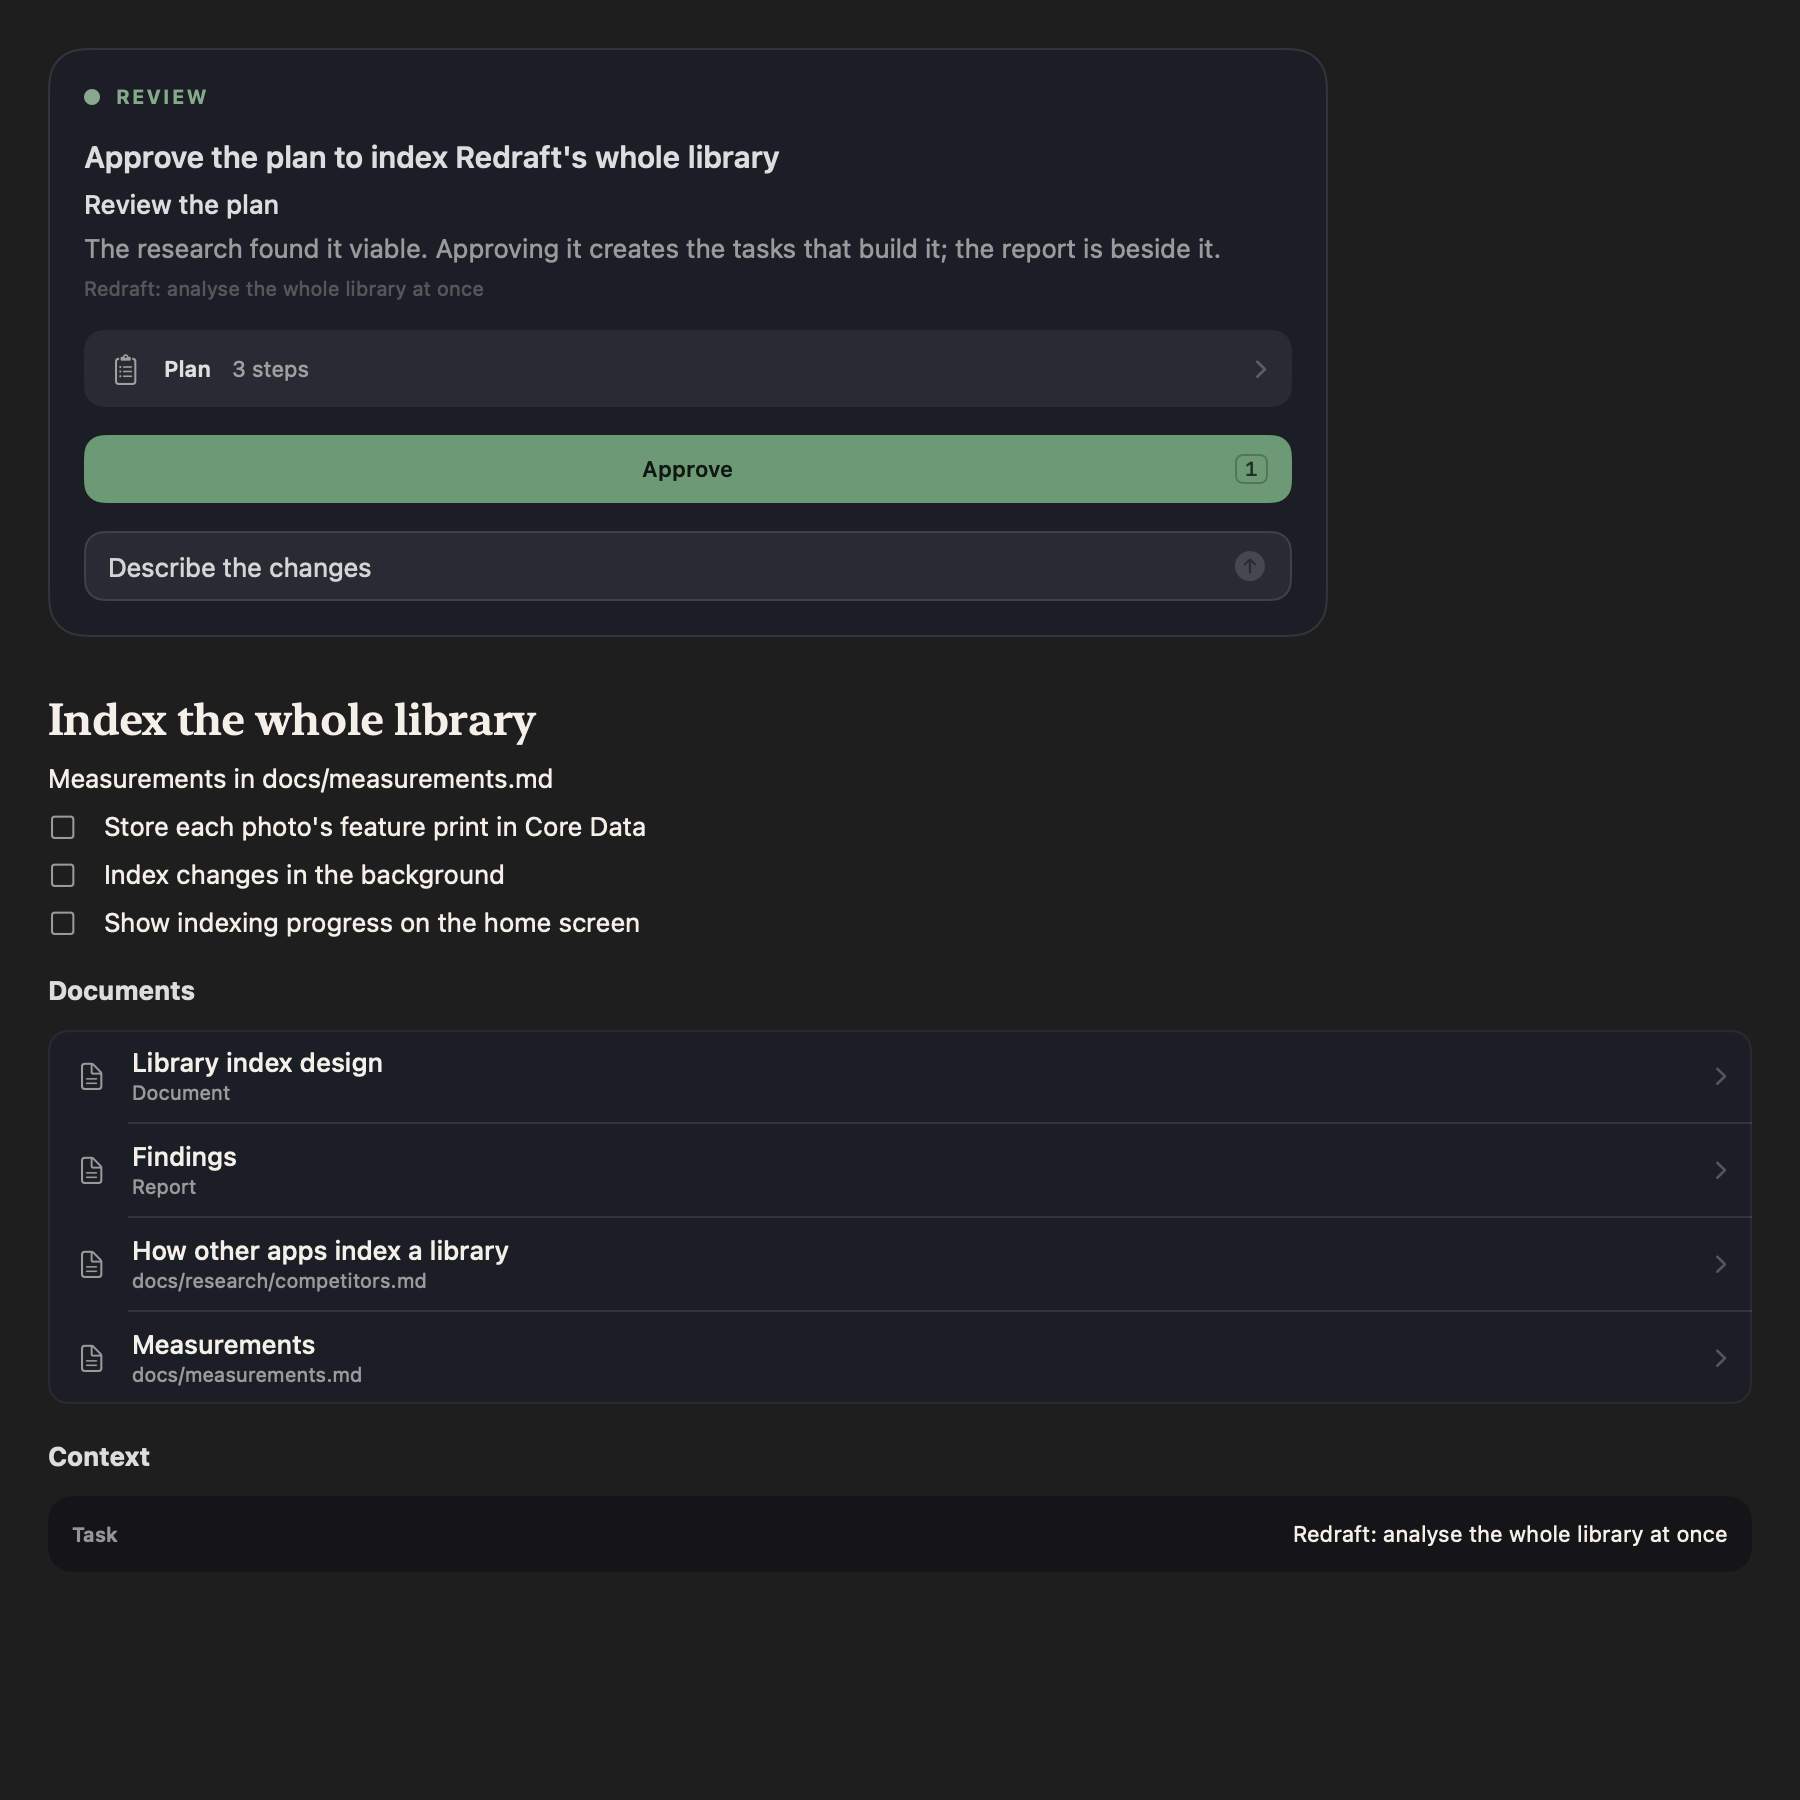 REVIEW
Approve the plan to index Redraft's whole library
Review the plan
The research found it viable. Approving it creates the tasks that build it; the report is beside it.
Redraft: analyse the whole library at once
Plan 3 steps
Approve 1
Describe the changes
Index the whole library
Measurements in docs/measurements.md
Store each photo's feature print in Core Data
Index changes in the background
Show indexing progress on the home screen
Documents
Library index design
Document
Findings
Report
How other apps index a library
docs/research/competitors.md
Measurements
docs/measurements.md
Context
Task Redraft: analyse the whole library at once